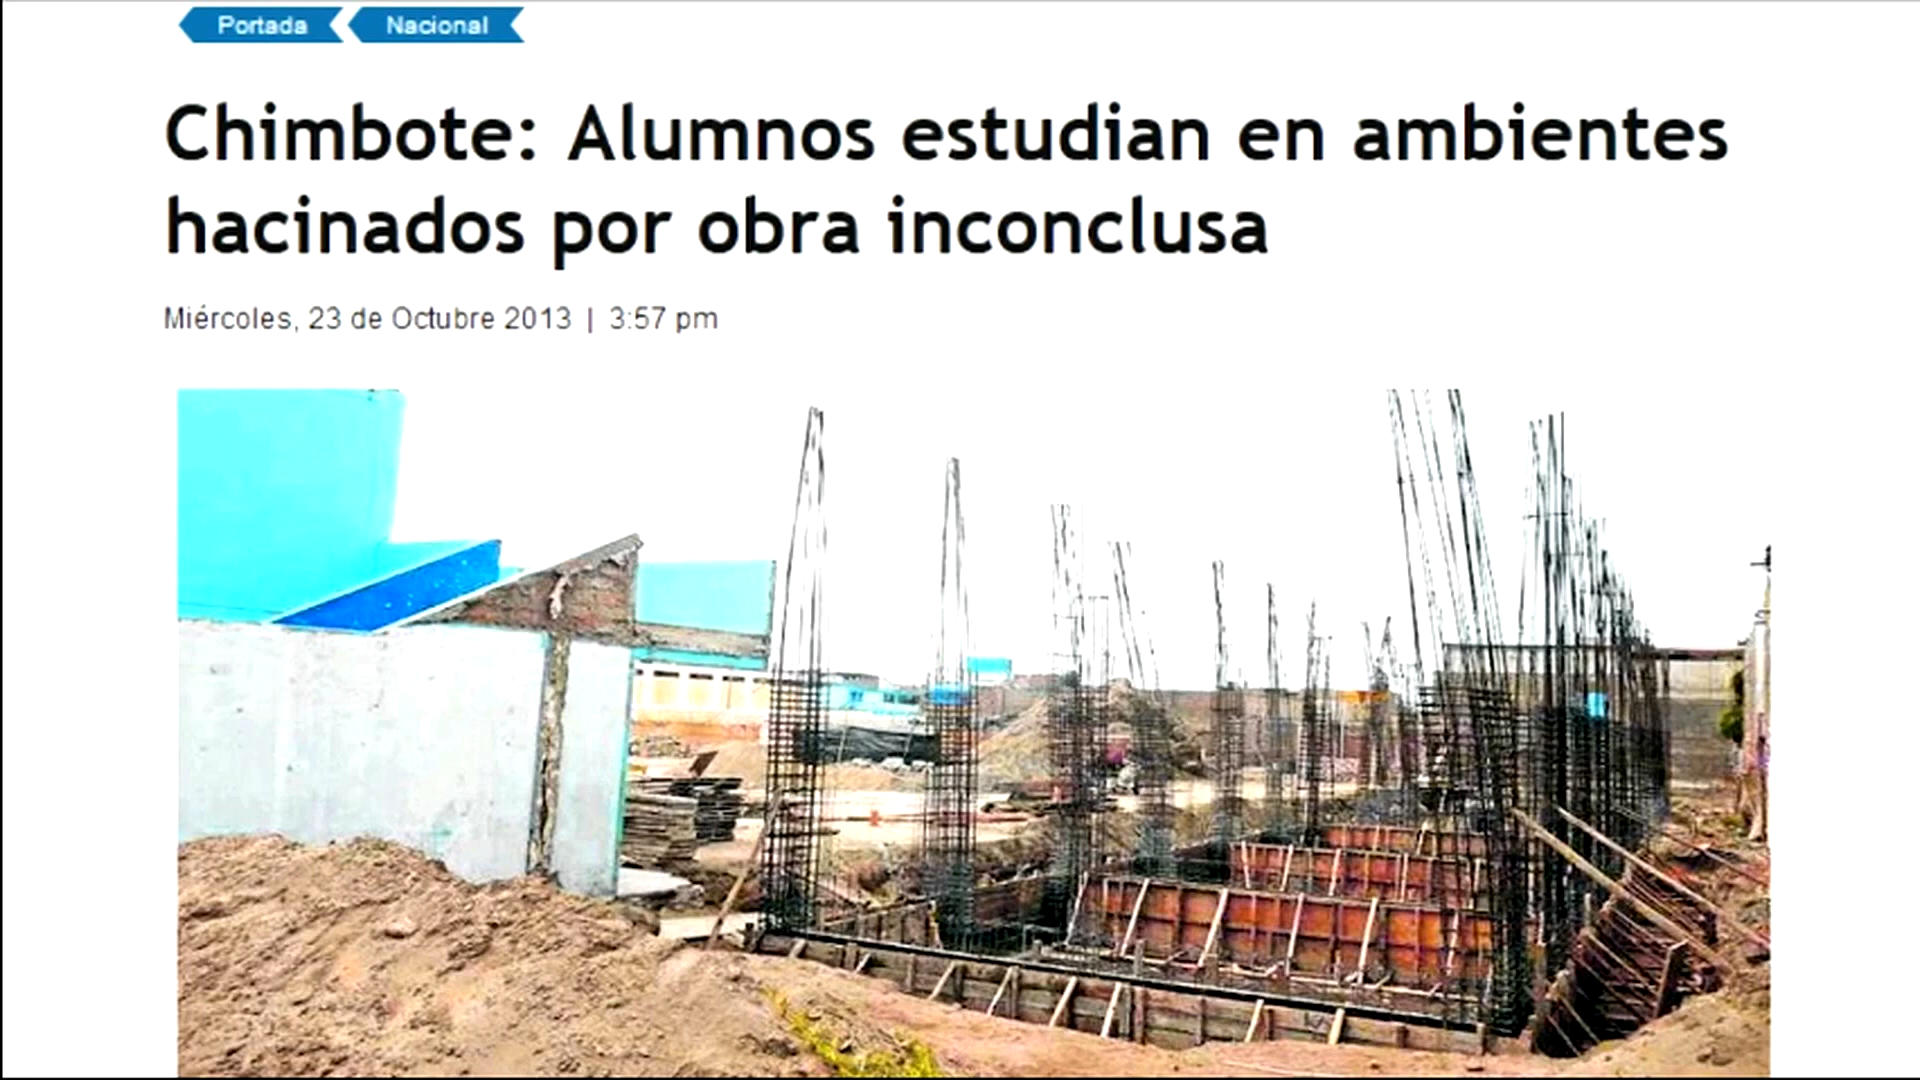 Portada Nacional
Chimbote: Alumnos estudian en ambientes
hacinados por obra inconclusa
Miércoles, 23 de Octubre 2013 | 3:57 pm